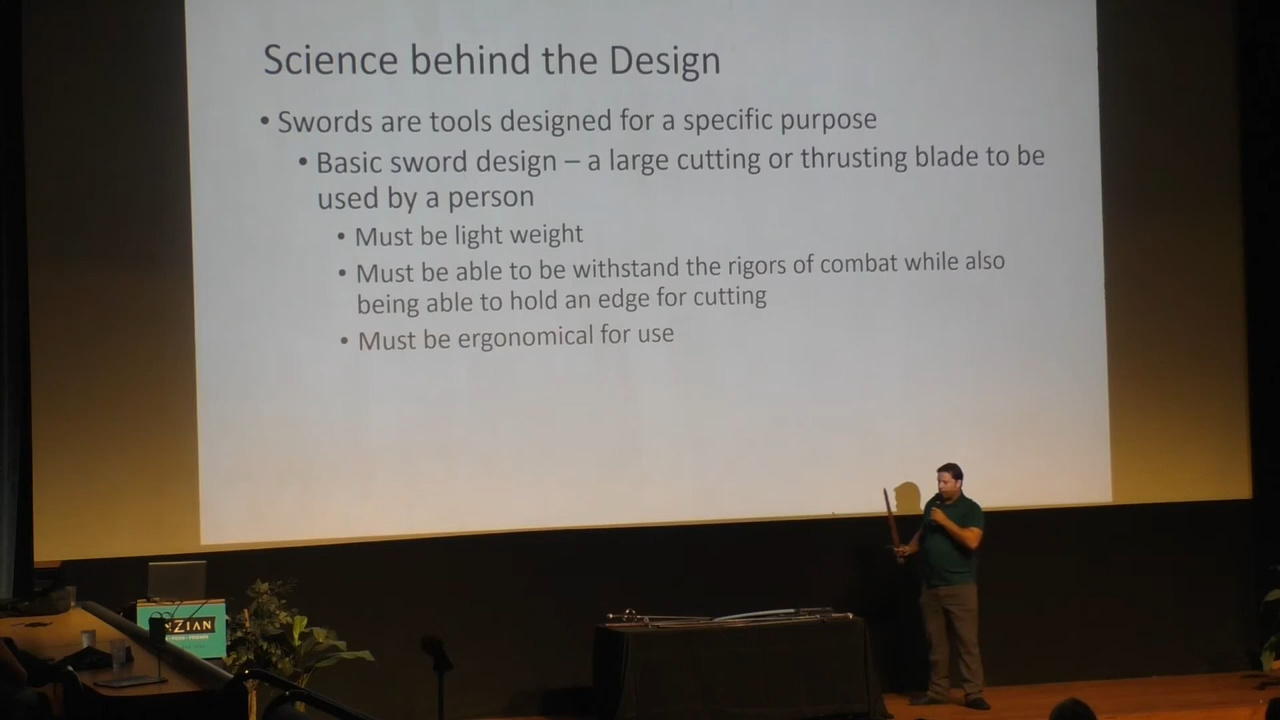 Science behind the Design
• Swords are tools designed for a specific purpose
• Basic sword design – a large cutting or thrusting blade to be
used by a person
• Must be light weight
• Must be able to be withstand the rigors of combat while also
being able to hold an edge for cutting
• Must be ergonomical for use
ZIAN